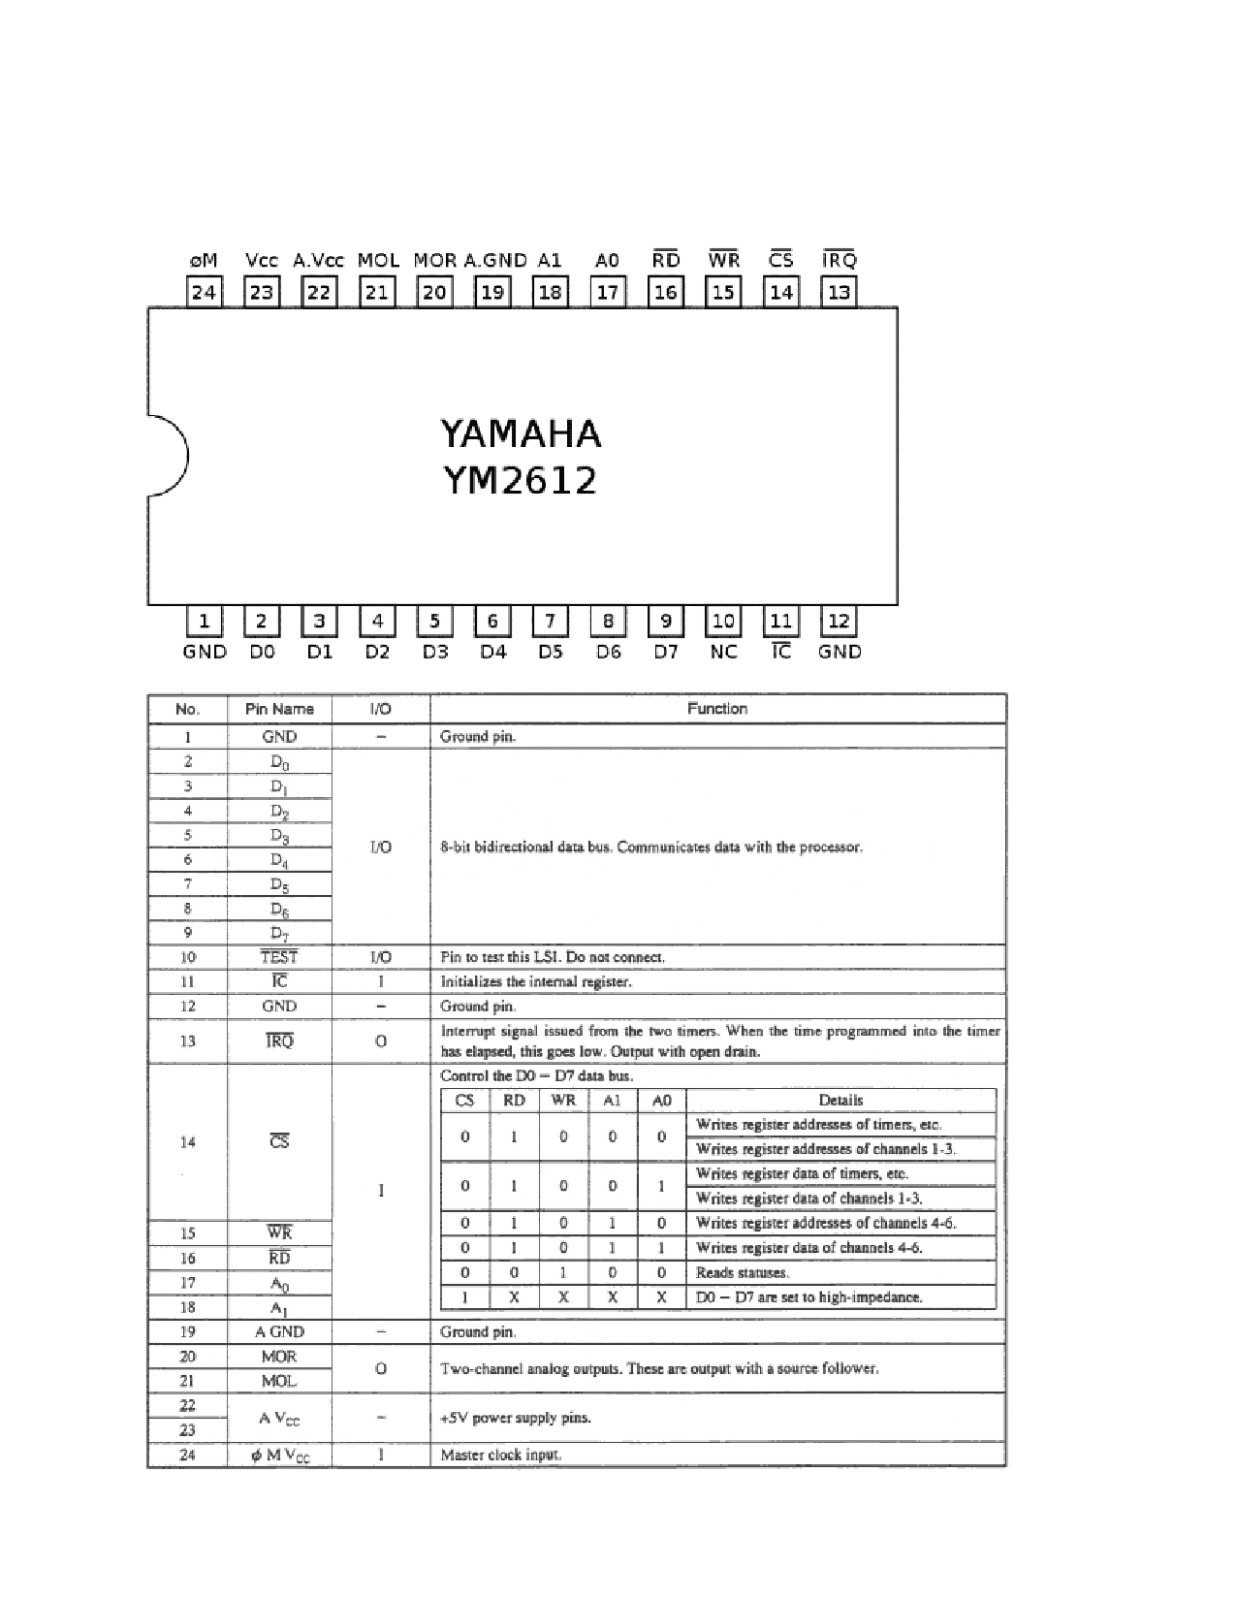 øM Vcc A.Vcc MOL MOR A.GND A1 A0 RD WR CS IRQ
24 23 22 21 20 19 18 17 16 15 14 13
YAMAHA
YM2612
1 2 3 4 5 6 7 8 9 10 11 12
GND D0 D1 D2 D3 D4 D5 D6 D7 NC IC GND
No. Pin Name I/O Function
1 GND – Ground pin.
2 D0
3 D1
4 D2
5 D3
I/O 8-bit bidirectional data bus. Communicates data with the processor.
6 D4
7 D5
8 D6
9 D7
10 TEST I/O Pin to test this LSI. Do not connect.
11 IC I Initializes the internal register.
12 GND – Ground pin.
13 IRQ O Interrupt signal issued from the two timers. When the time programmed into the timer
has elapsed, this goes low. Output with open drain.
Control the D0 – D7 data bus.
CS RD WR A1 A0 Details
0 1 0 0 0 Writes register addresses of timers, etc.
14 CS Writes register addresses of channels 1-3.
0 1 0 0 1 Writes register data of timers, etc.
I Writes register data of channels 1-3.
0 1 0 1 0 Writes register addresses of channels 4-6.
15 WR
0 1 0 1 1 Writes register data of channels 4-6.
16 RD
0 0 1 0 0 Reads statuses.
17 A0
1 X X X X D0 – D7 are set to high-impedance.
18 A1
19 A GND – Ground pin.
20 MOR
O Two-channel analog outputs. These are output with a source follower.
21 MOL
22
A VCC – +5V power supply pins.
23
24 ϕ M VCC I Master clock input.